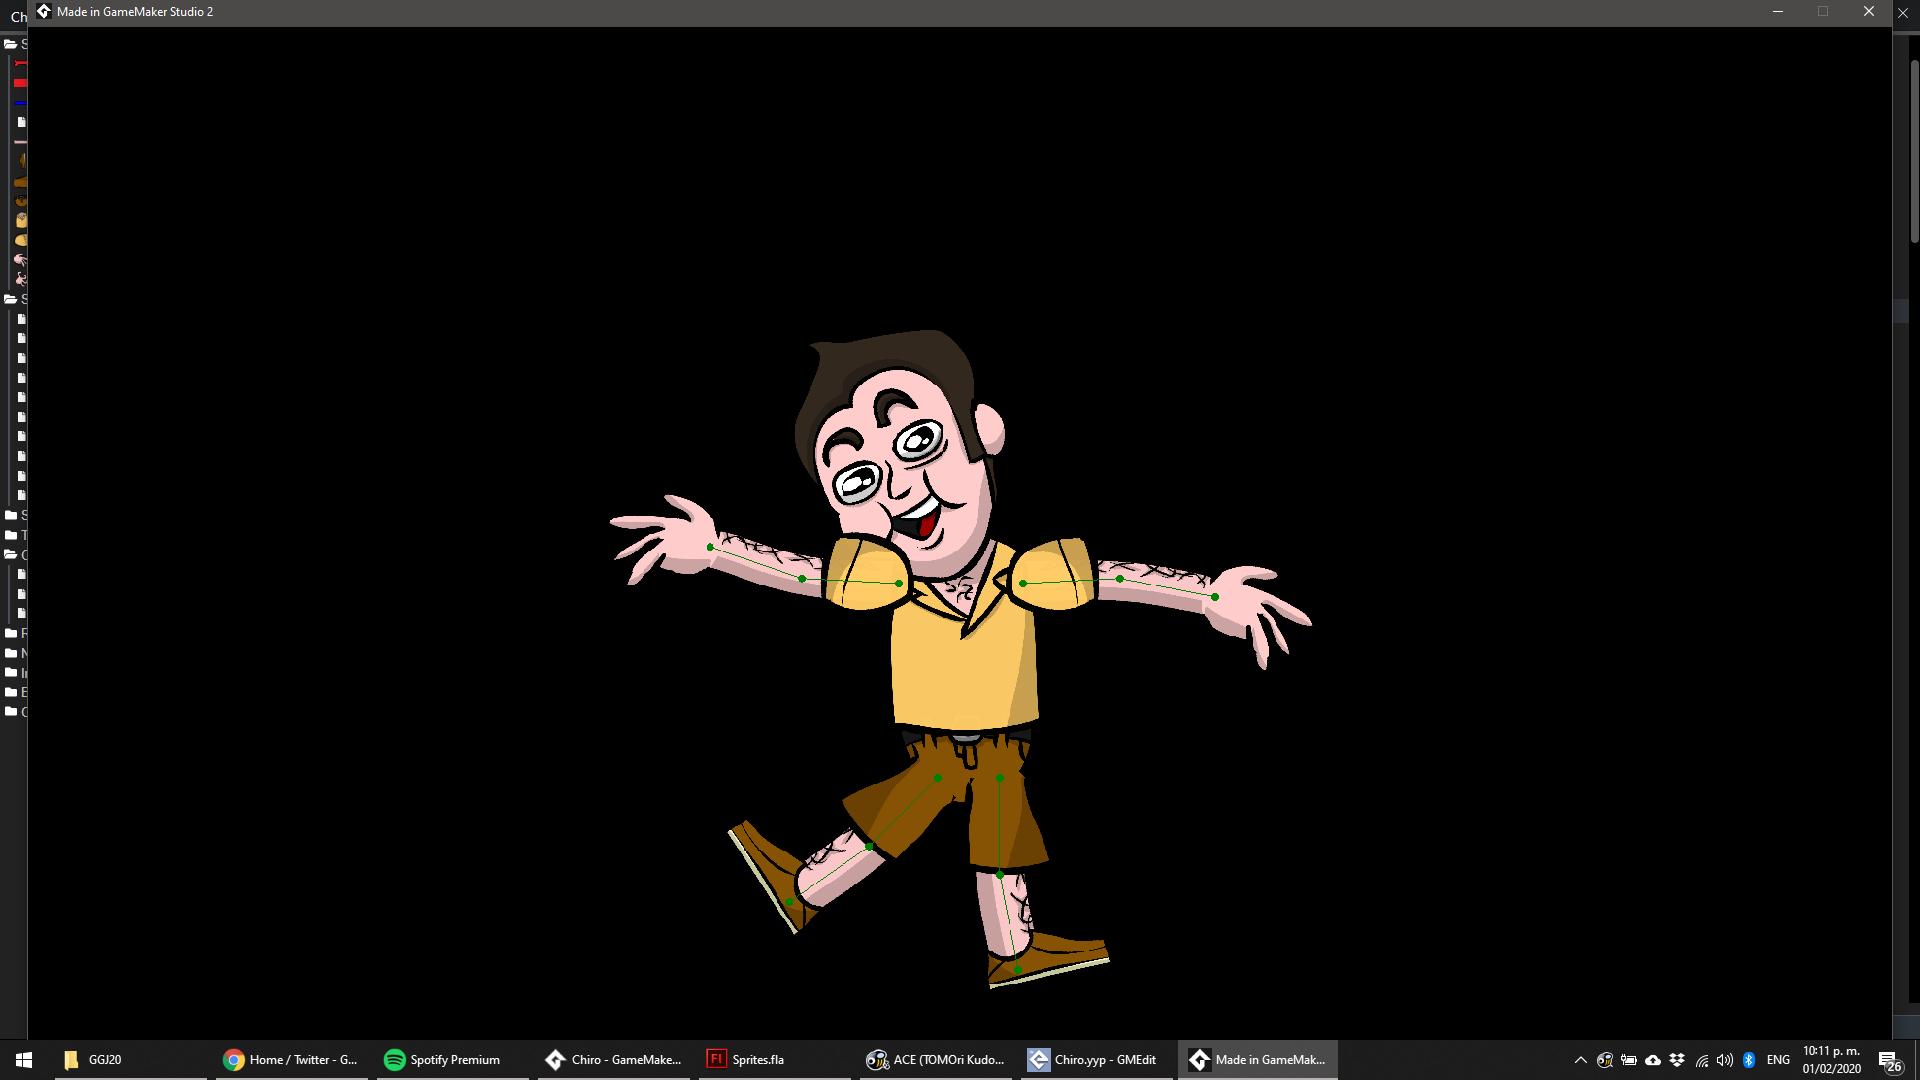 Ch
Made in GameMaker Studio 2
GGJ20
Home / Twitter - G...
Spotify Premium
Chiro - GameMake...
Sprites.fla
ACE (TOMOri Kudo...
Chiro.yyp - GMEdit
Made in GameMak...
ENG
10:11 p. m.
01/02/2020
26